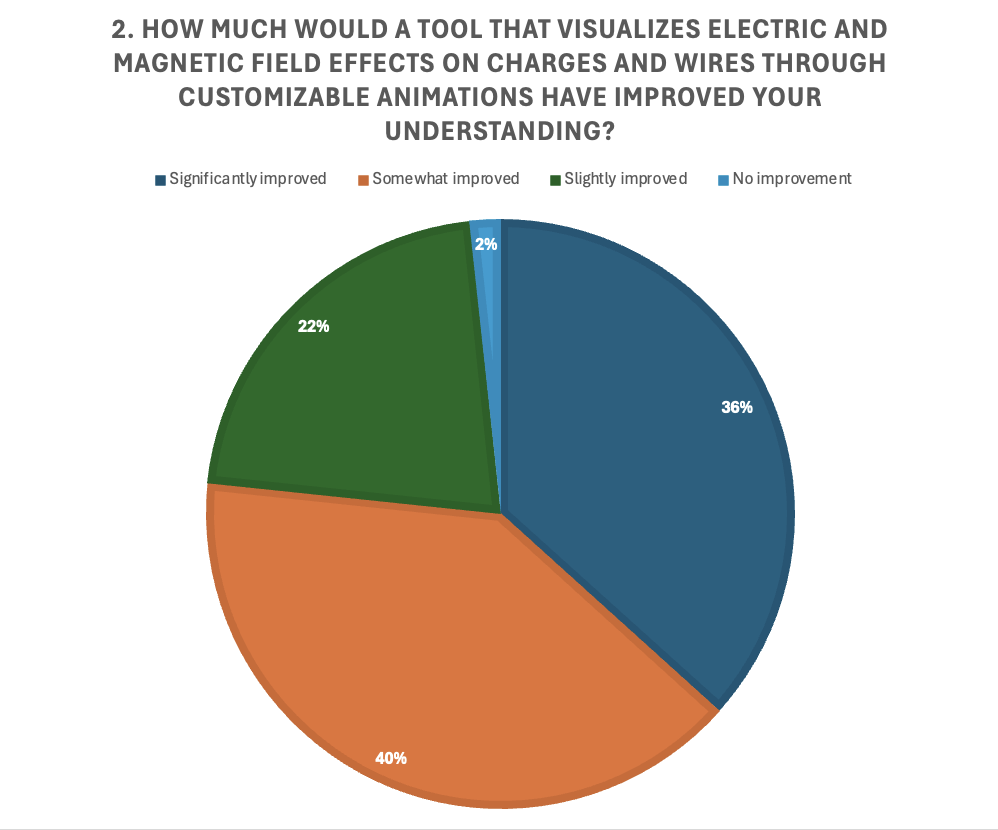 2. HOW MUCH WOULD A TOOL THAT VISUALIZES ELECTRIC AND
MAGNETIC FIELD EFFECTS ON CHARGES AND WIRES THROUGH
CUSTOMIZABLE ANIMATIONS HAVE IMPROVED YOUR
UNDERSTANDING?
Significantly improved Somewhat improved Slightly improved No improvement
2%
22%
36%
40%